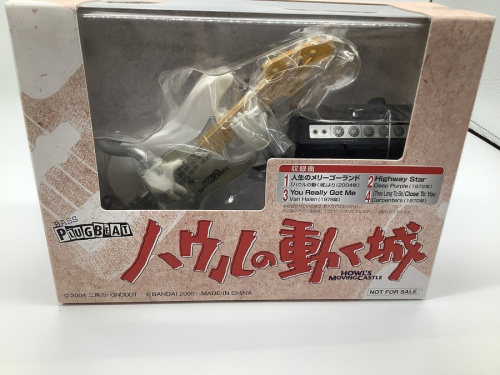 収録曲
1 人生のメリーゴーランド
「ハウルの動く城」より(2004年)
2 Highway Star
Deep Purple(1972年)
3 You Really Got Me
Van Halen(1978年)
4 (They Long To Be) Close To You
Carpenters(1970年)
BASS
PLUGBEAT
ハウルの動く城
HOWL'S
MOVING CASTLE
© 2004 二馬力・GNDDDT
© BANDAI 2005 MADE IN CHINA
NOT FOR SALE